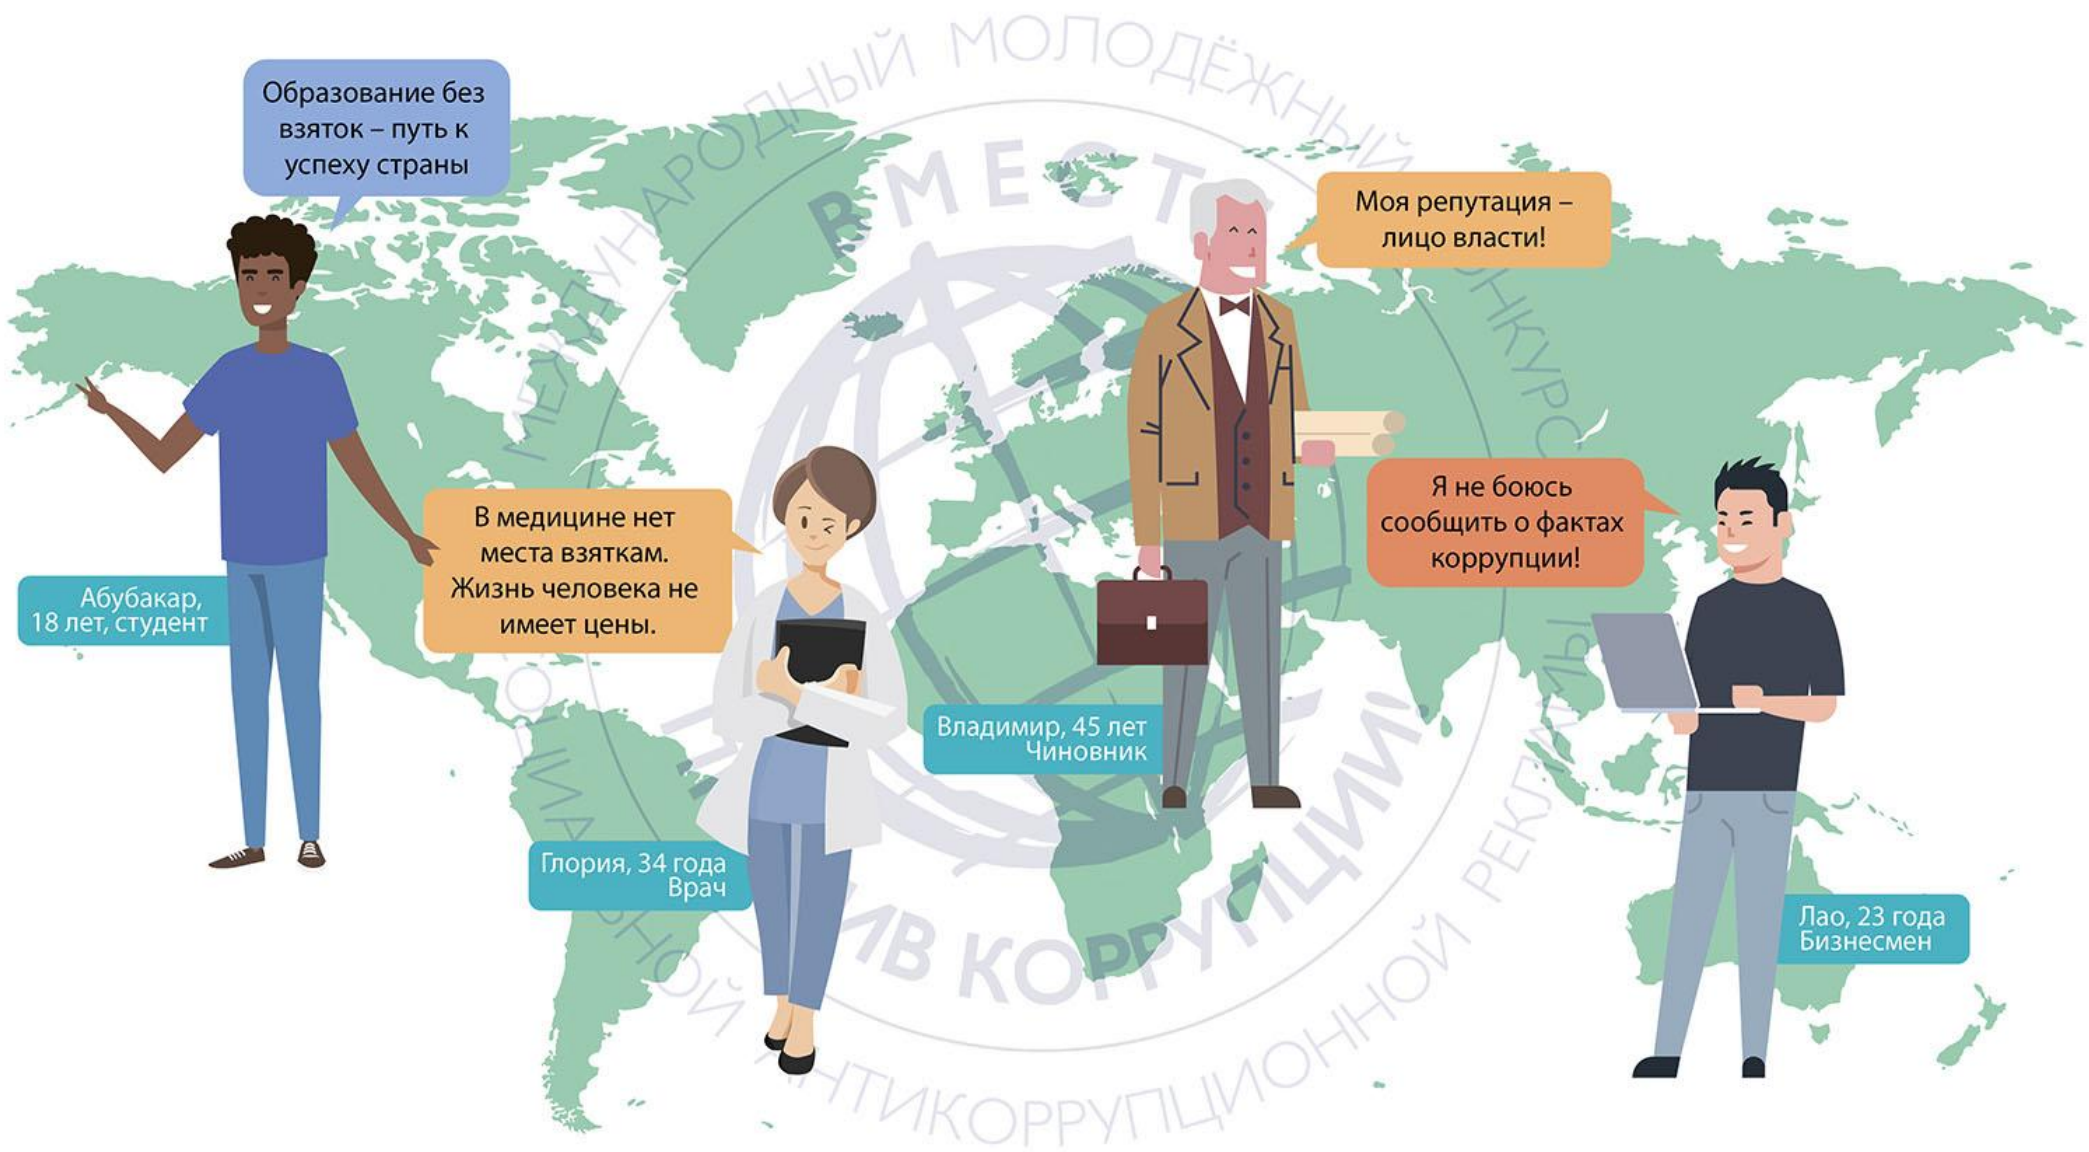 Образование без
взяток – путь к
успеху страны
Абубакар,
18 лет, студент
В медицине нет
места взяткам.
Жизнь человека не
имеет цены.
Глория, 34 года
Врач
Моя репутация –
лицо власти!
Владимир, 45 лет
Чиновник
Я не боюсь
сообщить о фактах
коррупции!
Лао, 23 года
Бизнесмен
МЕЖДУНАРОДНЫЙ МОЛОДЁЖНЫЙ КОНКУРС
СОЦИАЛЬНОЙ АНТИКОРРУПЦИОННОЙ РЕКЛАМЫ
ВМЕСТЕ
ПРОТИВ КОРРУПЦИИ!